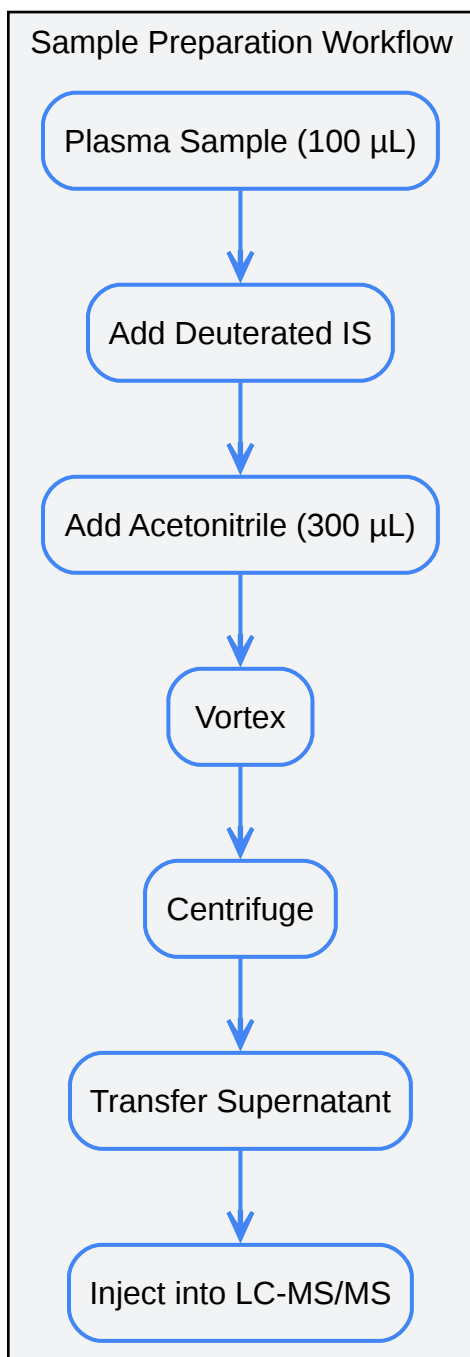 Sample Preparation Workflow
Plasma Sample (100 µL)
Add Deuterated IS
Add Acetonitrile (300 µL)
Vortex
Centrifuge
Transfer Supernatant
Inject into LC-MS/MS